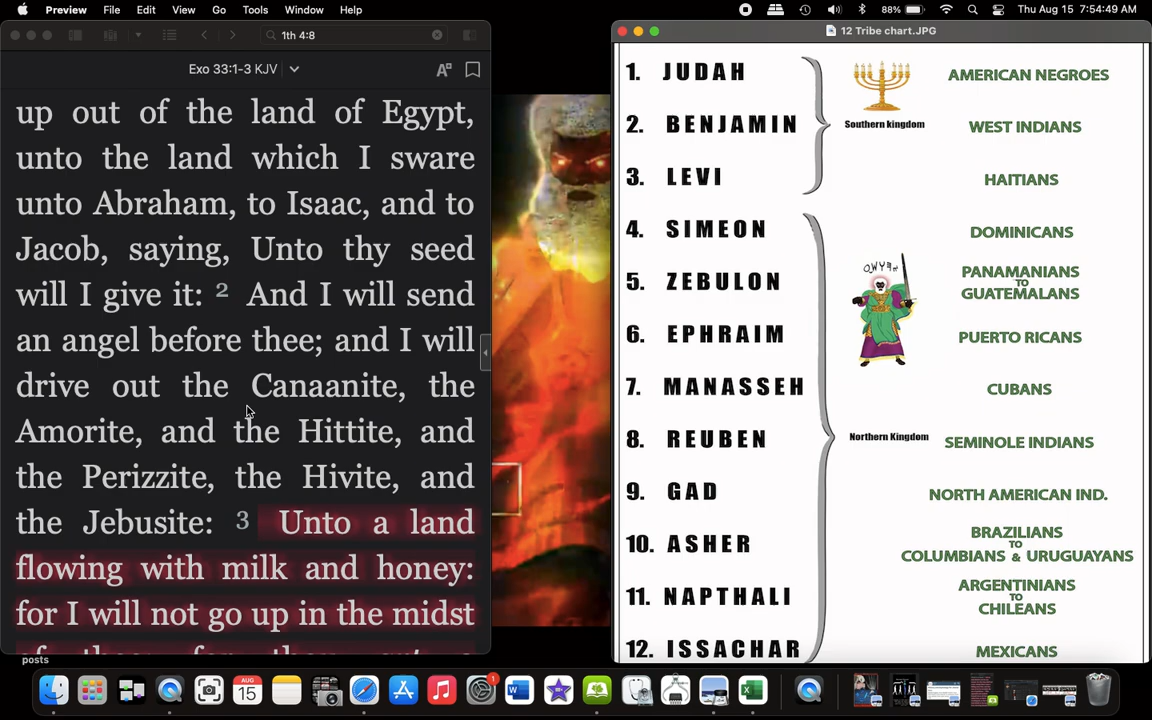 Preview File Edit View Go Tools Window Help 88% Thu Aug 15 7:54:49 AM
1th 4:8
Exo 33:1-3 KJV
up out of the land of Egypt,
unto the land which I sware
unto Abraham, to Isaac, and to
Jacob, saying, Unto thy seed
will I give it: 2 And I will send
an angel before thee; and I will
drive out the Canaanite, the
Amorite, and the Hittite, and
the Perizzite, the Hivite, and
the Jebusite: 3 Unto a land
flowing with milk and honey:
for I will not go up in the midst
posts
12 Tribe chart.JPG
1. JUDAH AMERICAN NEGROES
Southern kingdom
2. BENJAMIN WEST INDIANS
3. LEVI HAITIANS
4. SIMEON DOMINICANS
5. ZEBULON PANAMANIANS
TO
GUATEMALANS
6. EPHRAIM PUERTO RICANS
7. MANASSEH CUBANS
8. REUBEN Northern Kingdom SEMINOLE INDIANS
9. GAD NORTH AMERICAN IND.
10. ASHER BRAZILIANS
TO
COLUMBIANS & URUGUAYANS
11. NAPTHALI ARGENTINIANS
TO
CHILEANS
12. ISSACHAR MEXICANS
AUG
15
1